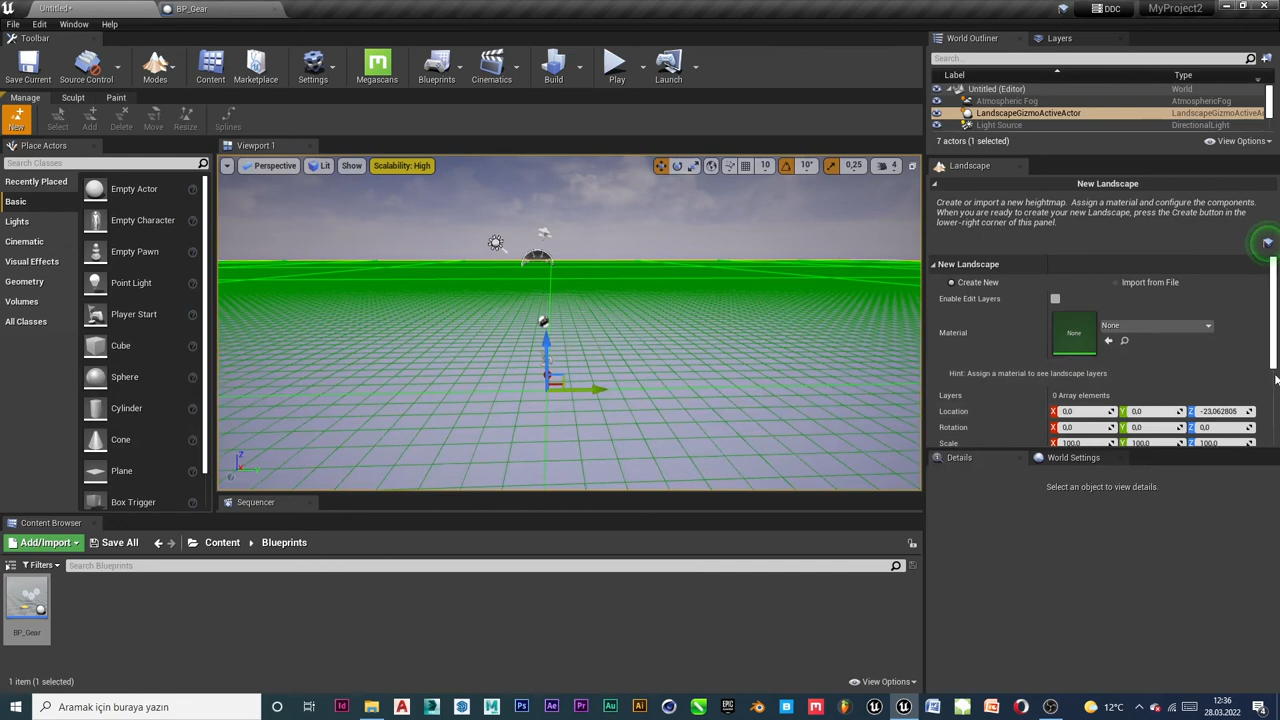 Untitled*
BP_Gear
DDC
MyProject2
File Edit Window Help
Toolbar
World Outliner
Layers
Save Current
Source Control
Modes
Content
Marketplace
Settings
Megascans
Blueprints
Cinematics
Build
Play
Launch
Search...
Label Type
Untitled (Editor) World
Atmospheric Fog AtmosphericFog
LandscapeGizmoActiveActor LandscapeGizmoActiveA
Light Source DirectionalLight
7 actors (1 selected)
View Options
Manage Sculpt Paint
New Select Add Delete Move Resize Splines
Place Actors
Search Classes
Recently Placed
Basic
Lights
Cinematic
Visual Effects
Geometry
Volumes
All Classes
Empty Actor
Empty Character
Empty Pawn
Point Light
Player Start
Cube
Sphere
Cylinder
Cone
Plane
Box Trigger
Viewport 1
Perspective Lit Show Scalability: High
10 10° 0,25 4
Z
X Y
Sequencer
Landscape
New Landscape
Create or import a new heightmap. Assign a material and configure the components.
When you are ready to create your new Landscape, press the Create button in the
lower-right corner of this panel.
New Landscape
Create New Import from File
Enable Edit Layers
Material None None
Hint: Assign a material to see landscape layers
Layers 0 Array elements
Location X 0,0 Y 0,0 Z -23,062805
Rotation X 0,0 Y 0,0 Z 0,0
Scale 100,0 100,0 100,0
Details
World Settings
Select an object to view details.
Content Browser
Add/Import Save All Content Blueprints
Filters Search Blueprints
BP_Gear
1 item (1 selected)
View Options
Aramak için buraya yazın
Id A M Ps Ae Pr Au Ai EPIC GAMES B M W
12°C
12:36
28.03.2022